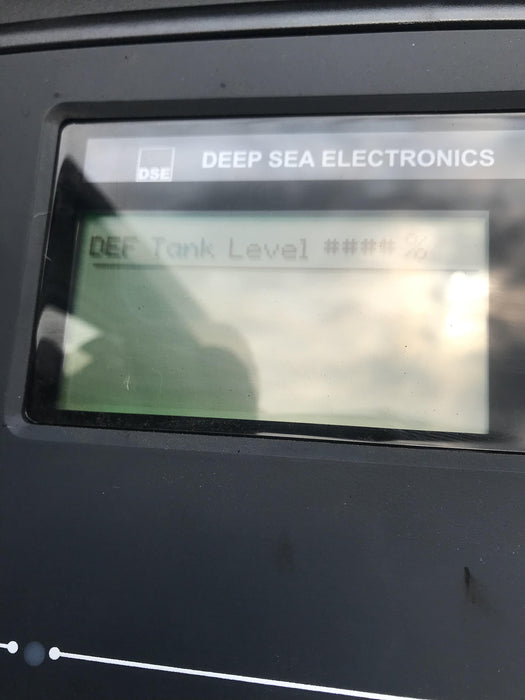 DSE DEEP SEA ELECTRONICS
DEF Tank Level #### %